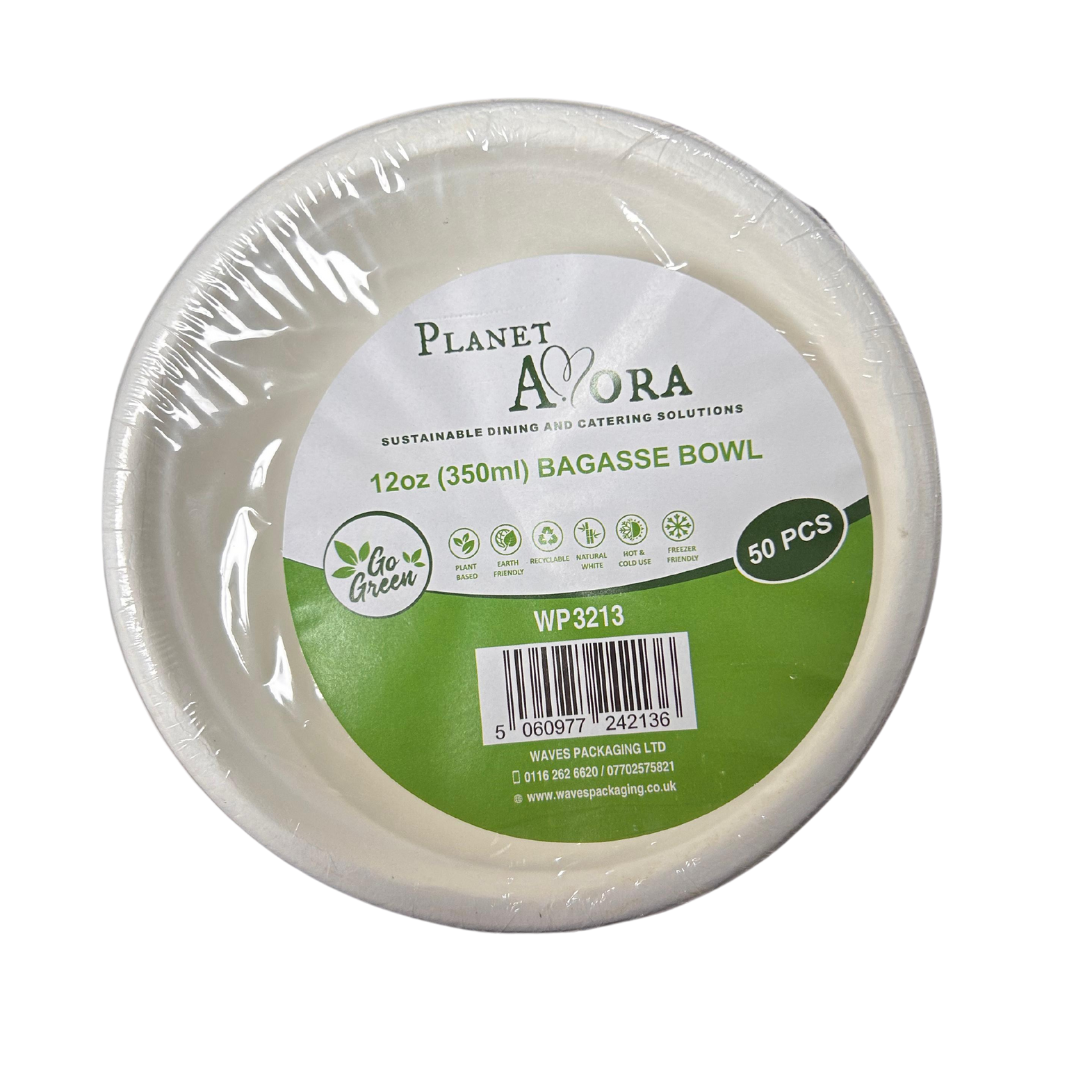 PLANET
AMORA
SUSTAINABLE DINING AND CATERING SOLUTIONS
12oz (350ml) BAGASSE BOWL
Go
Green
PLANT
BASED
EARTH
FRIENDLY
RECYCLABLE
NATURAL
WHITE
HOT &
COLD USE
FREEZER
FRIENDLY
50 PCS
WP3213
5 060977 242136
WAVES PACKAGING LTD
0116 262 6620 / 07702575821
www.wavespackaging.co.uk